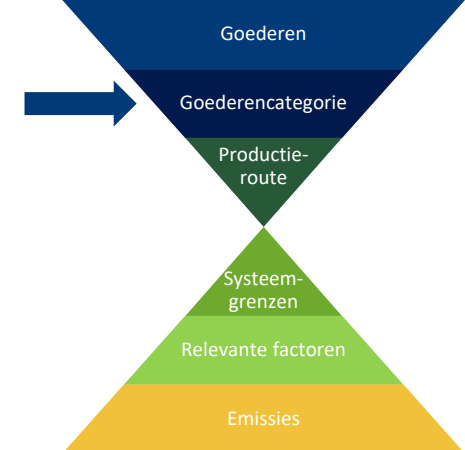 Goederen
Goederencategorie
Productie-
route
Systeem-
grenzen
Relevante factoren
Emissies